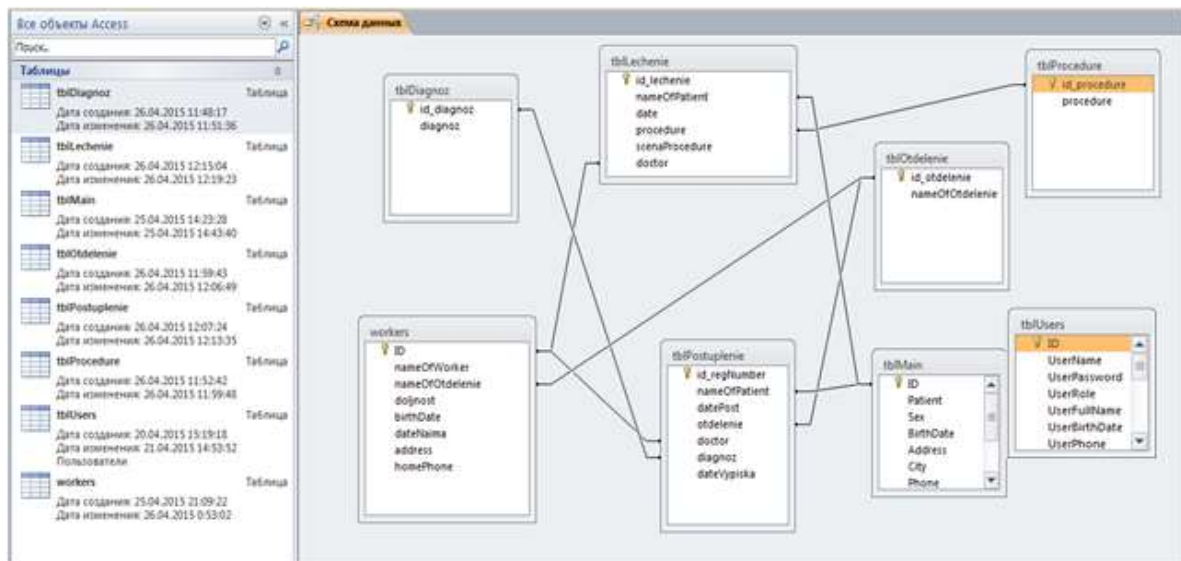 Все объекты Access
Поиск...
Таблицы
tblDiagnoz Таблица
Дата создания: 26.04.2015 11:48:17
Дата изменения: 26.04.2015 11:51:36
tblLechenie Таблица
Дата создания: 26.04.2015 12:15:04
Дата изменения: 26.04.2015 12:19:23
tblMain Таблица
Дата создания: 25.04.2015 14:23:28
Дата изменения: 25.04.2015 14:43:40
tblOtdelenie Таблица
Дата создания: 26.04.2015 11:59:43
Дата изменения: 26.04.2015 12:06:49
tblPostuplenie Таблица
Дата создания: 26.04.2015 12:07:24
Дата изменения: 26.04.2015 12:13:35
tblProcedure Таблица
Дата создания: 26.04.2015 11:52:42
Дата изменения: 26.04.2015 11:59:48
tblUsers Таблица
Дата создания: 20.04.2015 15:19:18
Дата изменения: 21.04.2015 14:53:52
Пользователи
workers Таблица
Дата создания: 25.04.2015 21:09:22
Дата изменения: 26.04.2015 0:53:02
Схема данных
tblDiagnoz
id_diagnoz
diagnoz
tblLechenie
id_lechenie
nameOfPatient
date
procedure
scenaProcedure
doctor
tblProcedure
id_procedure
procedure
tblOtdelenie
id_otdelenie
nameOfOtdelenie
workers
ID
nameOfWorker
nameOfOtdelenie
doljnost
birthDate
dateNaima
address
homePhone
tblPostuplenie
id_regNumber
nameOfPatient
datePost
otdelenie
doctor
diagnoz
dateVypiska
tblMain
ID
Patient
Sex
BirthDate
Address
City
Phone
tblUsers
ID
UserName
UserPassword
UserRole
UserFullName
UserBirthDate
UserPhone